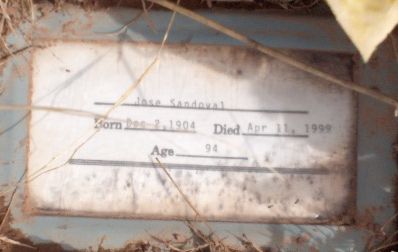 Jose Sandoval
Born Dec 2, 1904 Died Apr 11, 1999
Age 94